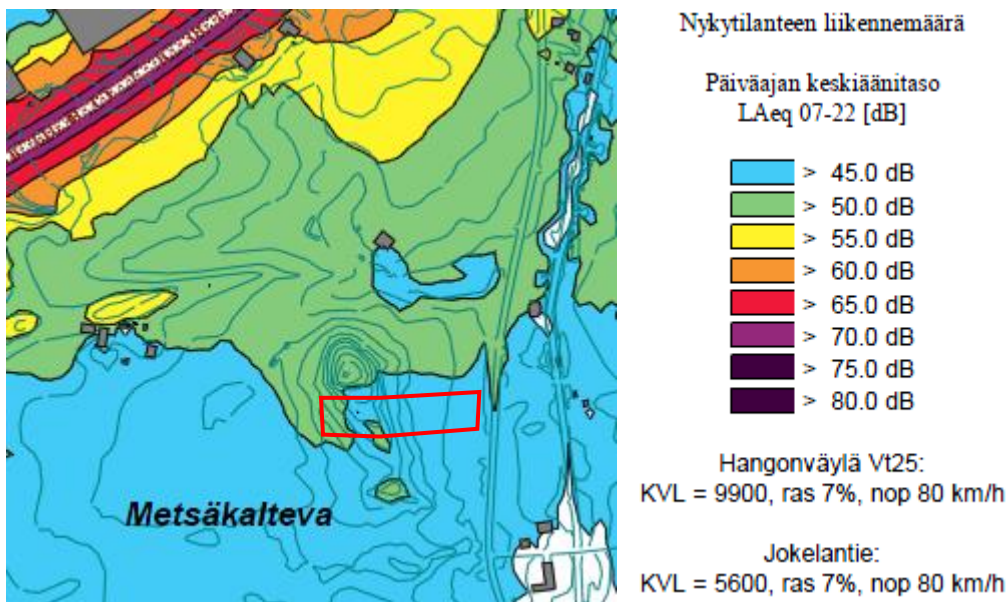 Nykytilanteen liikennemäärä
Päiväajan keskiäänitaso
LAeq 07-22 [dB]
> 45.0 dB
> 50.0 dB
> 55.0 dB
> 60.0 dB
> 65.0 dB
> 70.0 dB
> 75.0 dB
> 80.0 dB
Metsäkalteva
Hangonväylä Vt25:
KVL = 9900, ras 7%, nop 80 km/h
Jokelantie:
KVL = 5600, ras 7%, nop 80 km/h